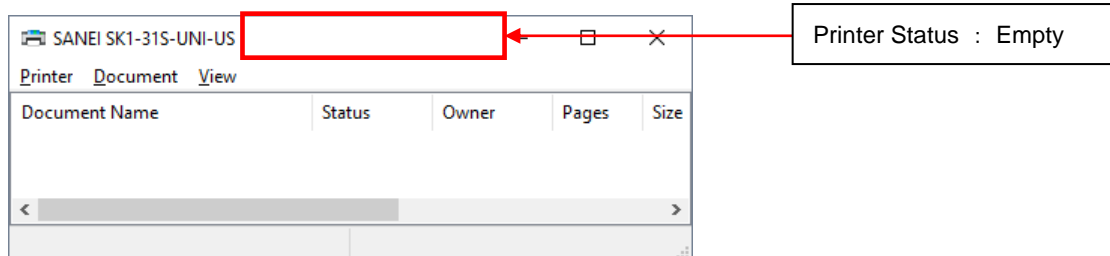 SANEI SK1-31S-UNI-US
Printer Status : Empty
Printer Document View
Document Name Status Owner Pages Size